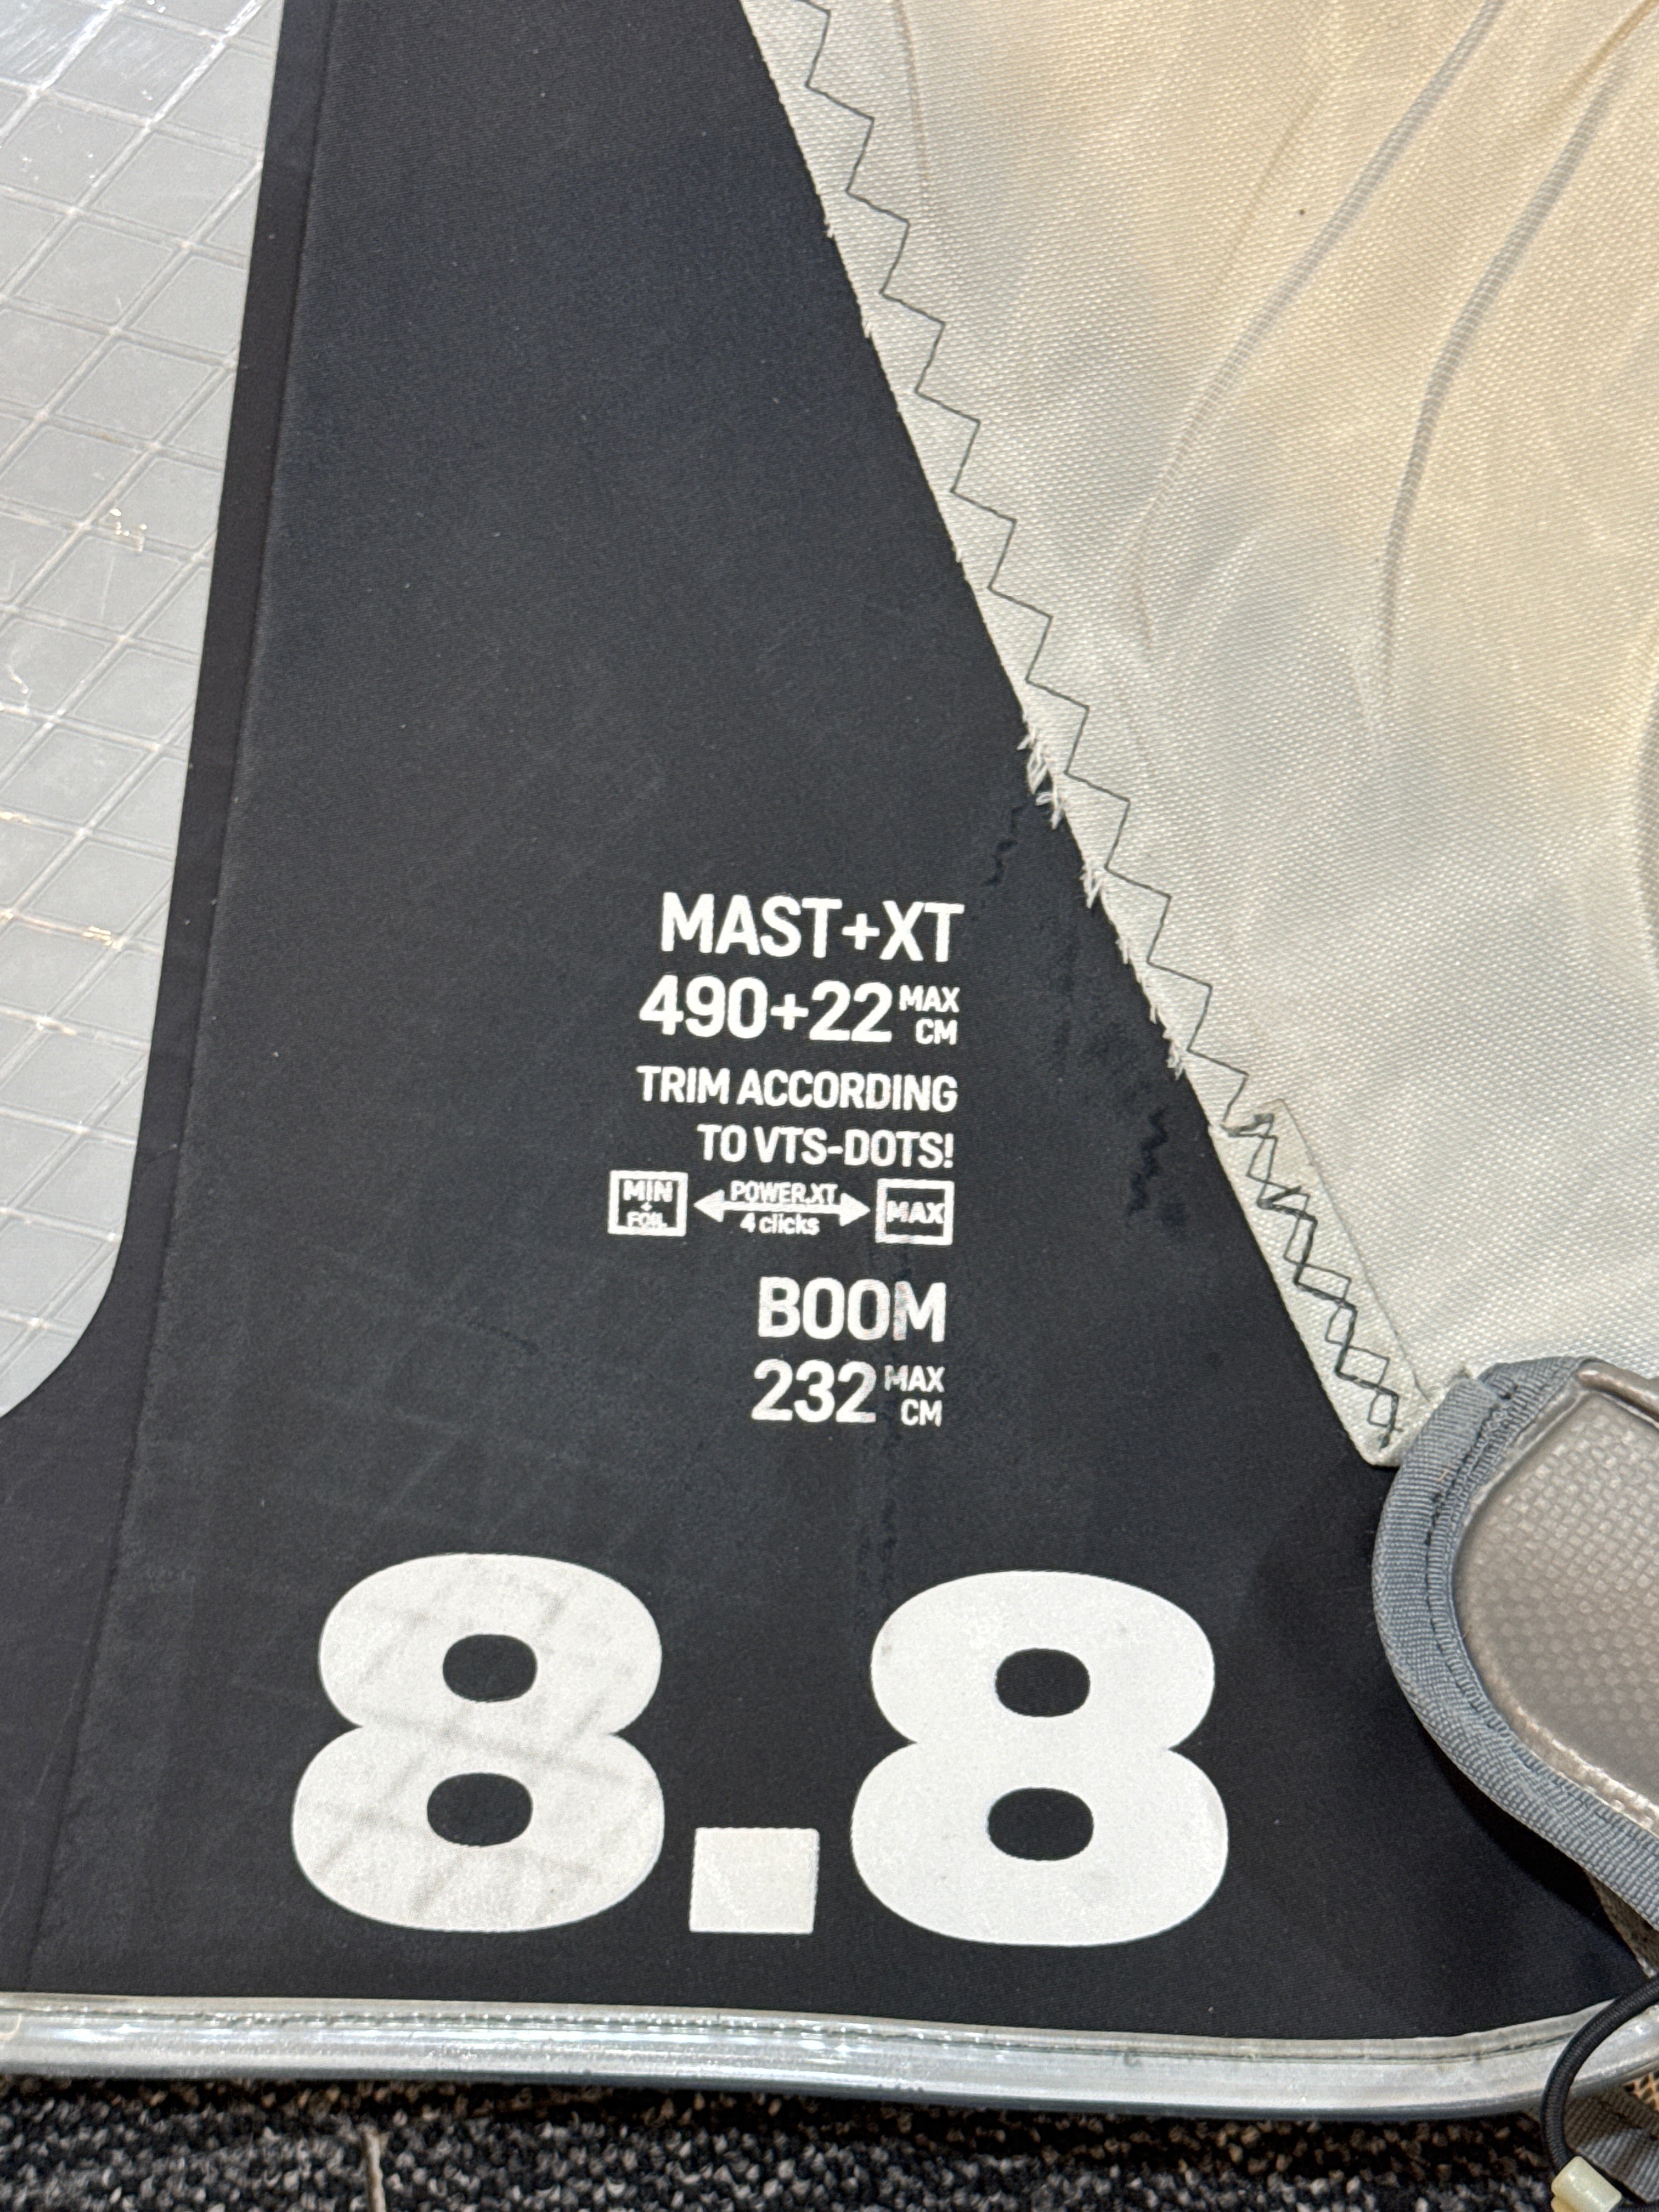 MAST+XT
490+22 MAX CM
TRIM ACCORDING
TO VTS-DOTS!
MIN + FOIL POWER.XT 4 clicks MAX
BOOM
232 MAX CM
8.8